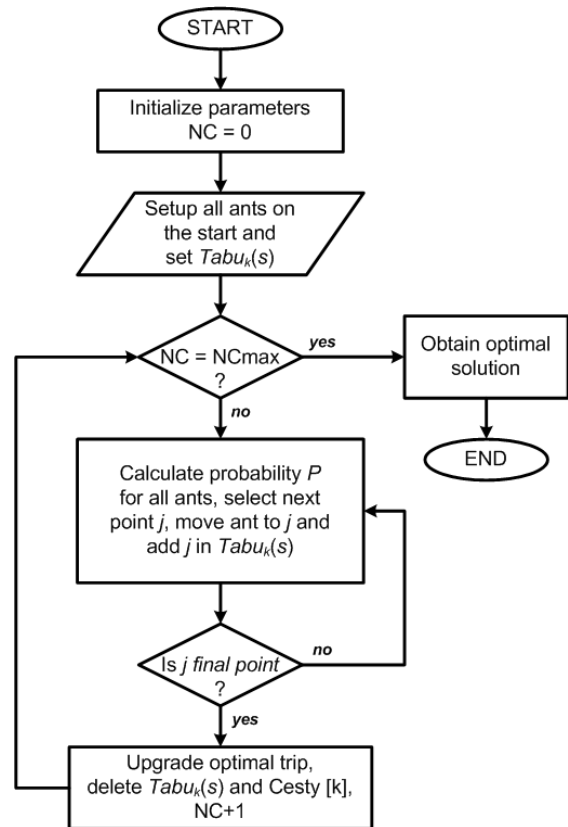 START
Initialize parameters
NC = 0
Setup all ants on
the start and
set Tabuk(s)
NC = NCmax
?
yes
Obtain optimal
solution
END
no
Calculate probability P
for all ants, select next
point j, move ant to j and
add j in Tabuk(s)
Is j final point
?
no
yes
Upgrade optimal trip,
delete Tabuk(s) and Cesty [k],
NC+1